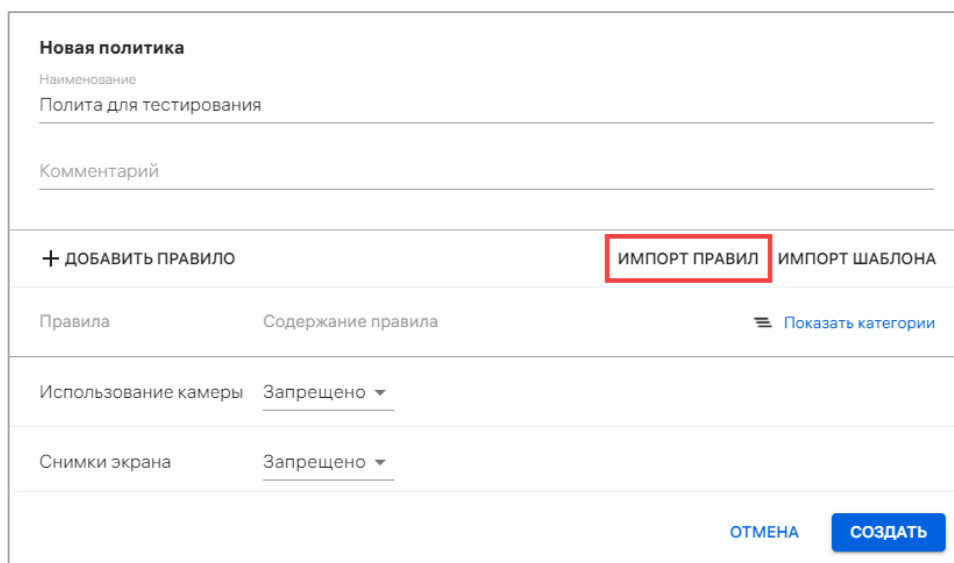 Новая политика
Наименование
Полита для тестирования
Комментарий
+ ДОБАВИТЬ ПРАВИЛО ИМПОРТ ПРАВИЛ ИМПОРТ ШАБЛОНА
Правила Содержание правила Показать категории
Использование камеры Запрещено
Снимки экрана Запрещено
ОТМЕНА СОЗДАТЬ